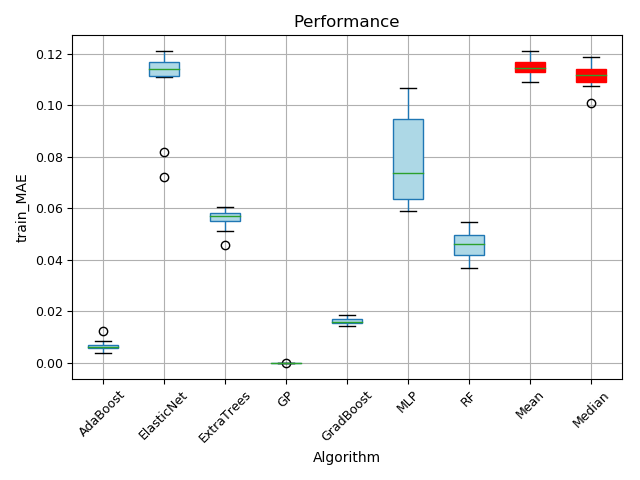 Performance
train_MAE
0.12
0.10
0.08
0.06
0.04
0.02
0.00
AdaBoost
ElasticNet
ExtraTrees
GP
GradBoost
MLP
RF
Mean
Median
Algorithm